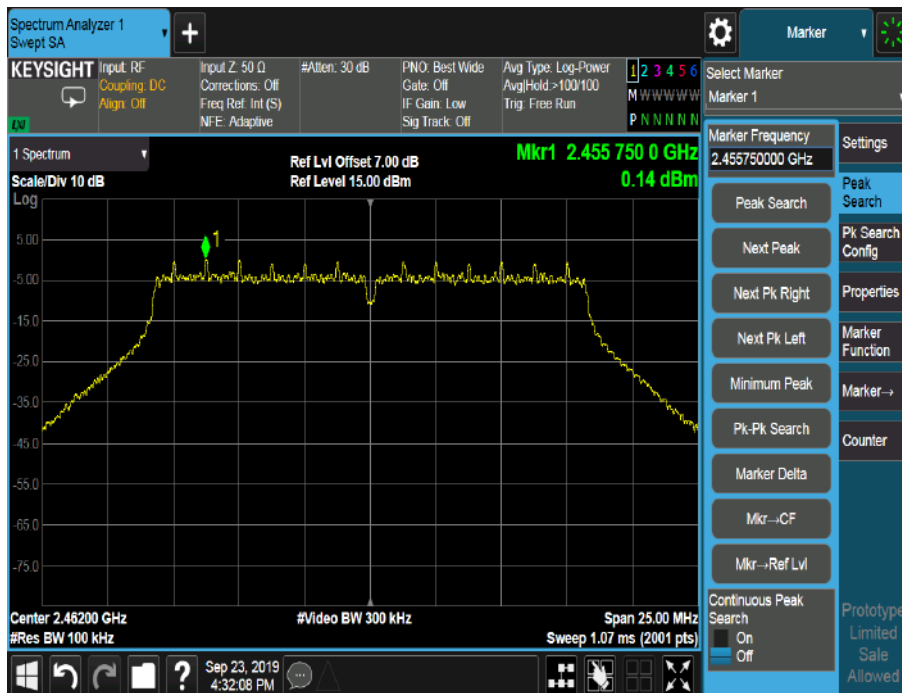 Spectrum Analyzer 1
Swept SA
+
Marker
KEYSIGHT
Input: RF
Coupling: DC
Align: Off
Input Z: 50 Ω
Corrections: Off
Freq Ref: Int (S)
NFE: Adaptive
#Atten: 30 dB
PNO: Best Wide
Gate: Off
IF Gain: Low
Sig Track: Off
Avg Type: Log-Power
Avg|Hold:>100/100
Trig: Free Run
1 2 3 4 5 6
M W W W W W
P N N N N N
LXI
Select Marker
Marker 1
1 Spectrum
Scale/Div 10 dB
Log
Ref Lvl Offset 7.00 dB
Ref Level 15.00 dBm
Mkr1 2.455 750 0 GHz
0.14 dBm
1
5.00
-5.00
-15.0
-25.0
-35.0
-45.0
-55.0
-65.0
-75.0
Center 2.46200 GHz
#Res BW 100 kHz
#Video BW 300 kHz
Span 25.00 MHz
Sweep 1.07 ms (2001 pts)
Marker Frequency
2.455750000 GHz
Peak Search
Next Peak
Next Pk Right
Next Pk Left
Minimum Peak
Pk-Pk Search
Marker Delta
Mkr→CF
Mkr→Ref Lvl
Continuous Peak
Search
On
Off
Settings
Peak
Search
Pk Search
Config
Properties
Marker
Function
Marker→
Counter
Prototype
Limited
Sale
Allowed
?
Sep 23, 2019
4:32:08 PM